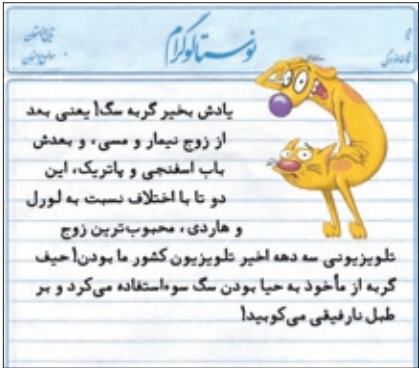 نوستالوگرام
یادش بخیر گربه سگ! یعنی بعد
از زوج نیمار و مسی، و بعدش
باب اسفنجی و پاتریک، این
دو تا با اختلاف نسبت به لورل
و هاردی، محبوب‌ترین زوج
تلویزیونی سه دهه اخیر تلویزیون کشور ما بودن! حیف
گربه از مأخوذ به حیا بودن سگ سوءاستفاده می‌کرد و بر
طبل نارفیقی می‌کوبید!